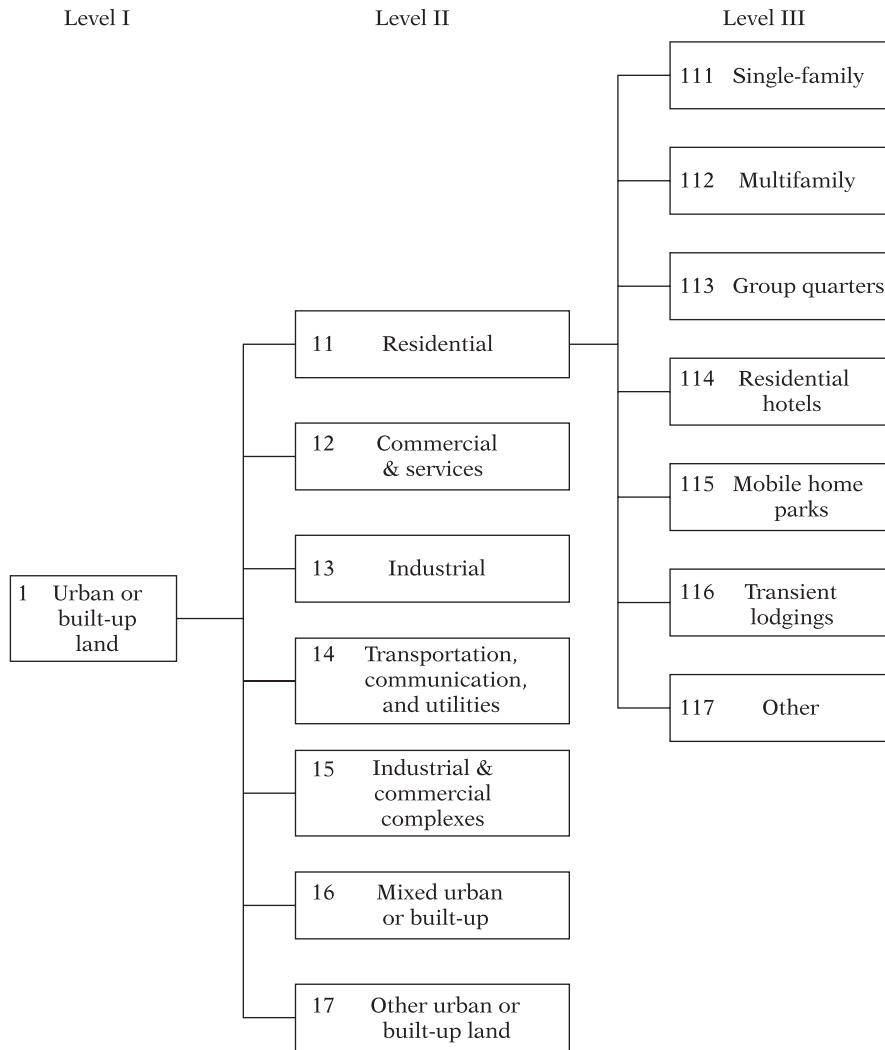 Level I
Level II
Level III
1 Urban or
built-up
land
11 Residential
12 Commercial
& services
13 Industrial
14 Transportation,
communication,
and utilities
15 Industrial &
commercial
complexes
16 Mixed urban
or built-up
17 Other urban or
built-up land
111 Single-family
112 Multifamily
113 Group quarters
114 Residential
hotels
115 Mobile home
parks
116 Transient
lodgings
117 Other